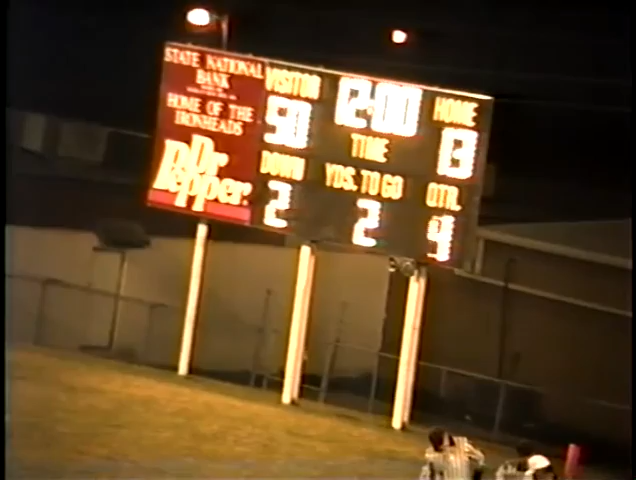 STATE NATIONAL
BANK
HOME OF THE
IRONHEADS
Dr
Pepper
VISITOR
50
12:00
TIME
HOME
13
DOWN
2
YDS. TO GO
2
QTR.
4